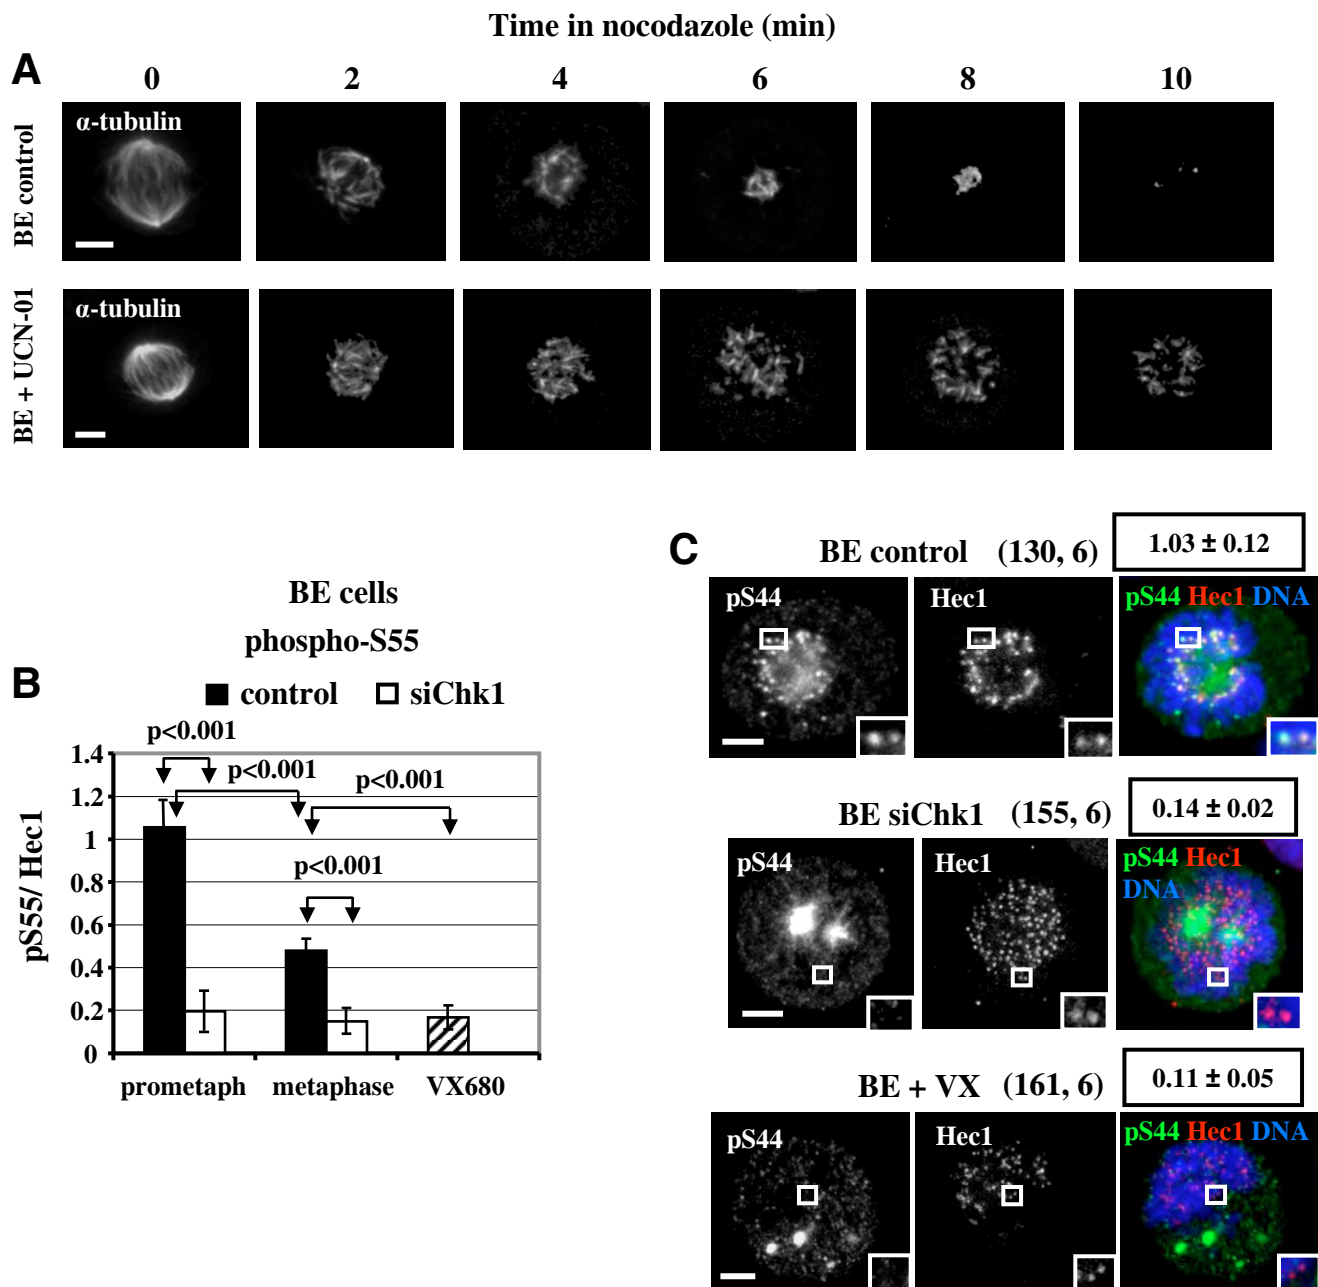 Time in nocodazole (min)
A
0 2 4 6 8 10
BE control
α-tubulin
BE + UCN-01
α-tubulin
B
BE cells
phospho-S55
control siChk1
pS55/ Hec1
p<0.001
p<0.001
p<0.001
p<0.001
1.4
1.2
1
0.8
0.6
0.4
0.2
0
prometaph metaphase VX680
C
BE control (130, 6) 1.03 ± 0.12
pS44 Hec1 pS44 Hec1 DNA
BE siChk1 (155, 6) 0.14 ± 0.02
pS44 Hec1 pS44 Hec1
DNA
BE + VX (161, 6) 0.11 ± 0.05
pS44 Hec1 pS44 Hec1 DNA